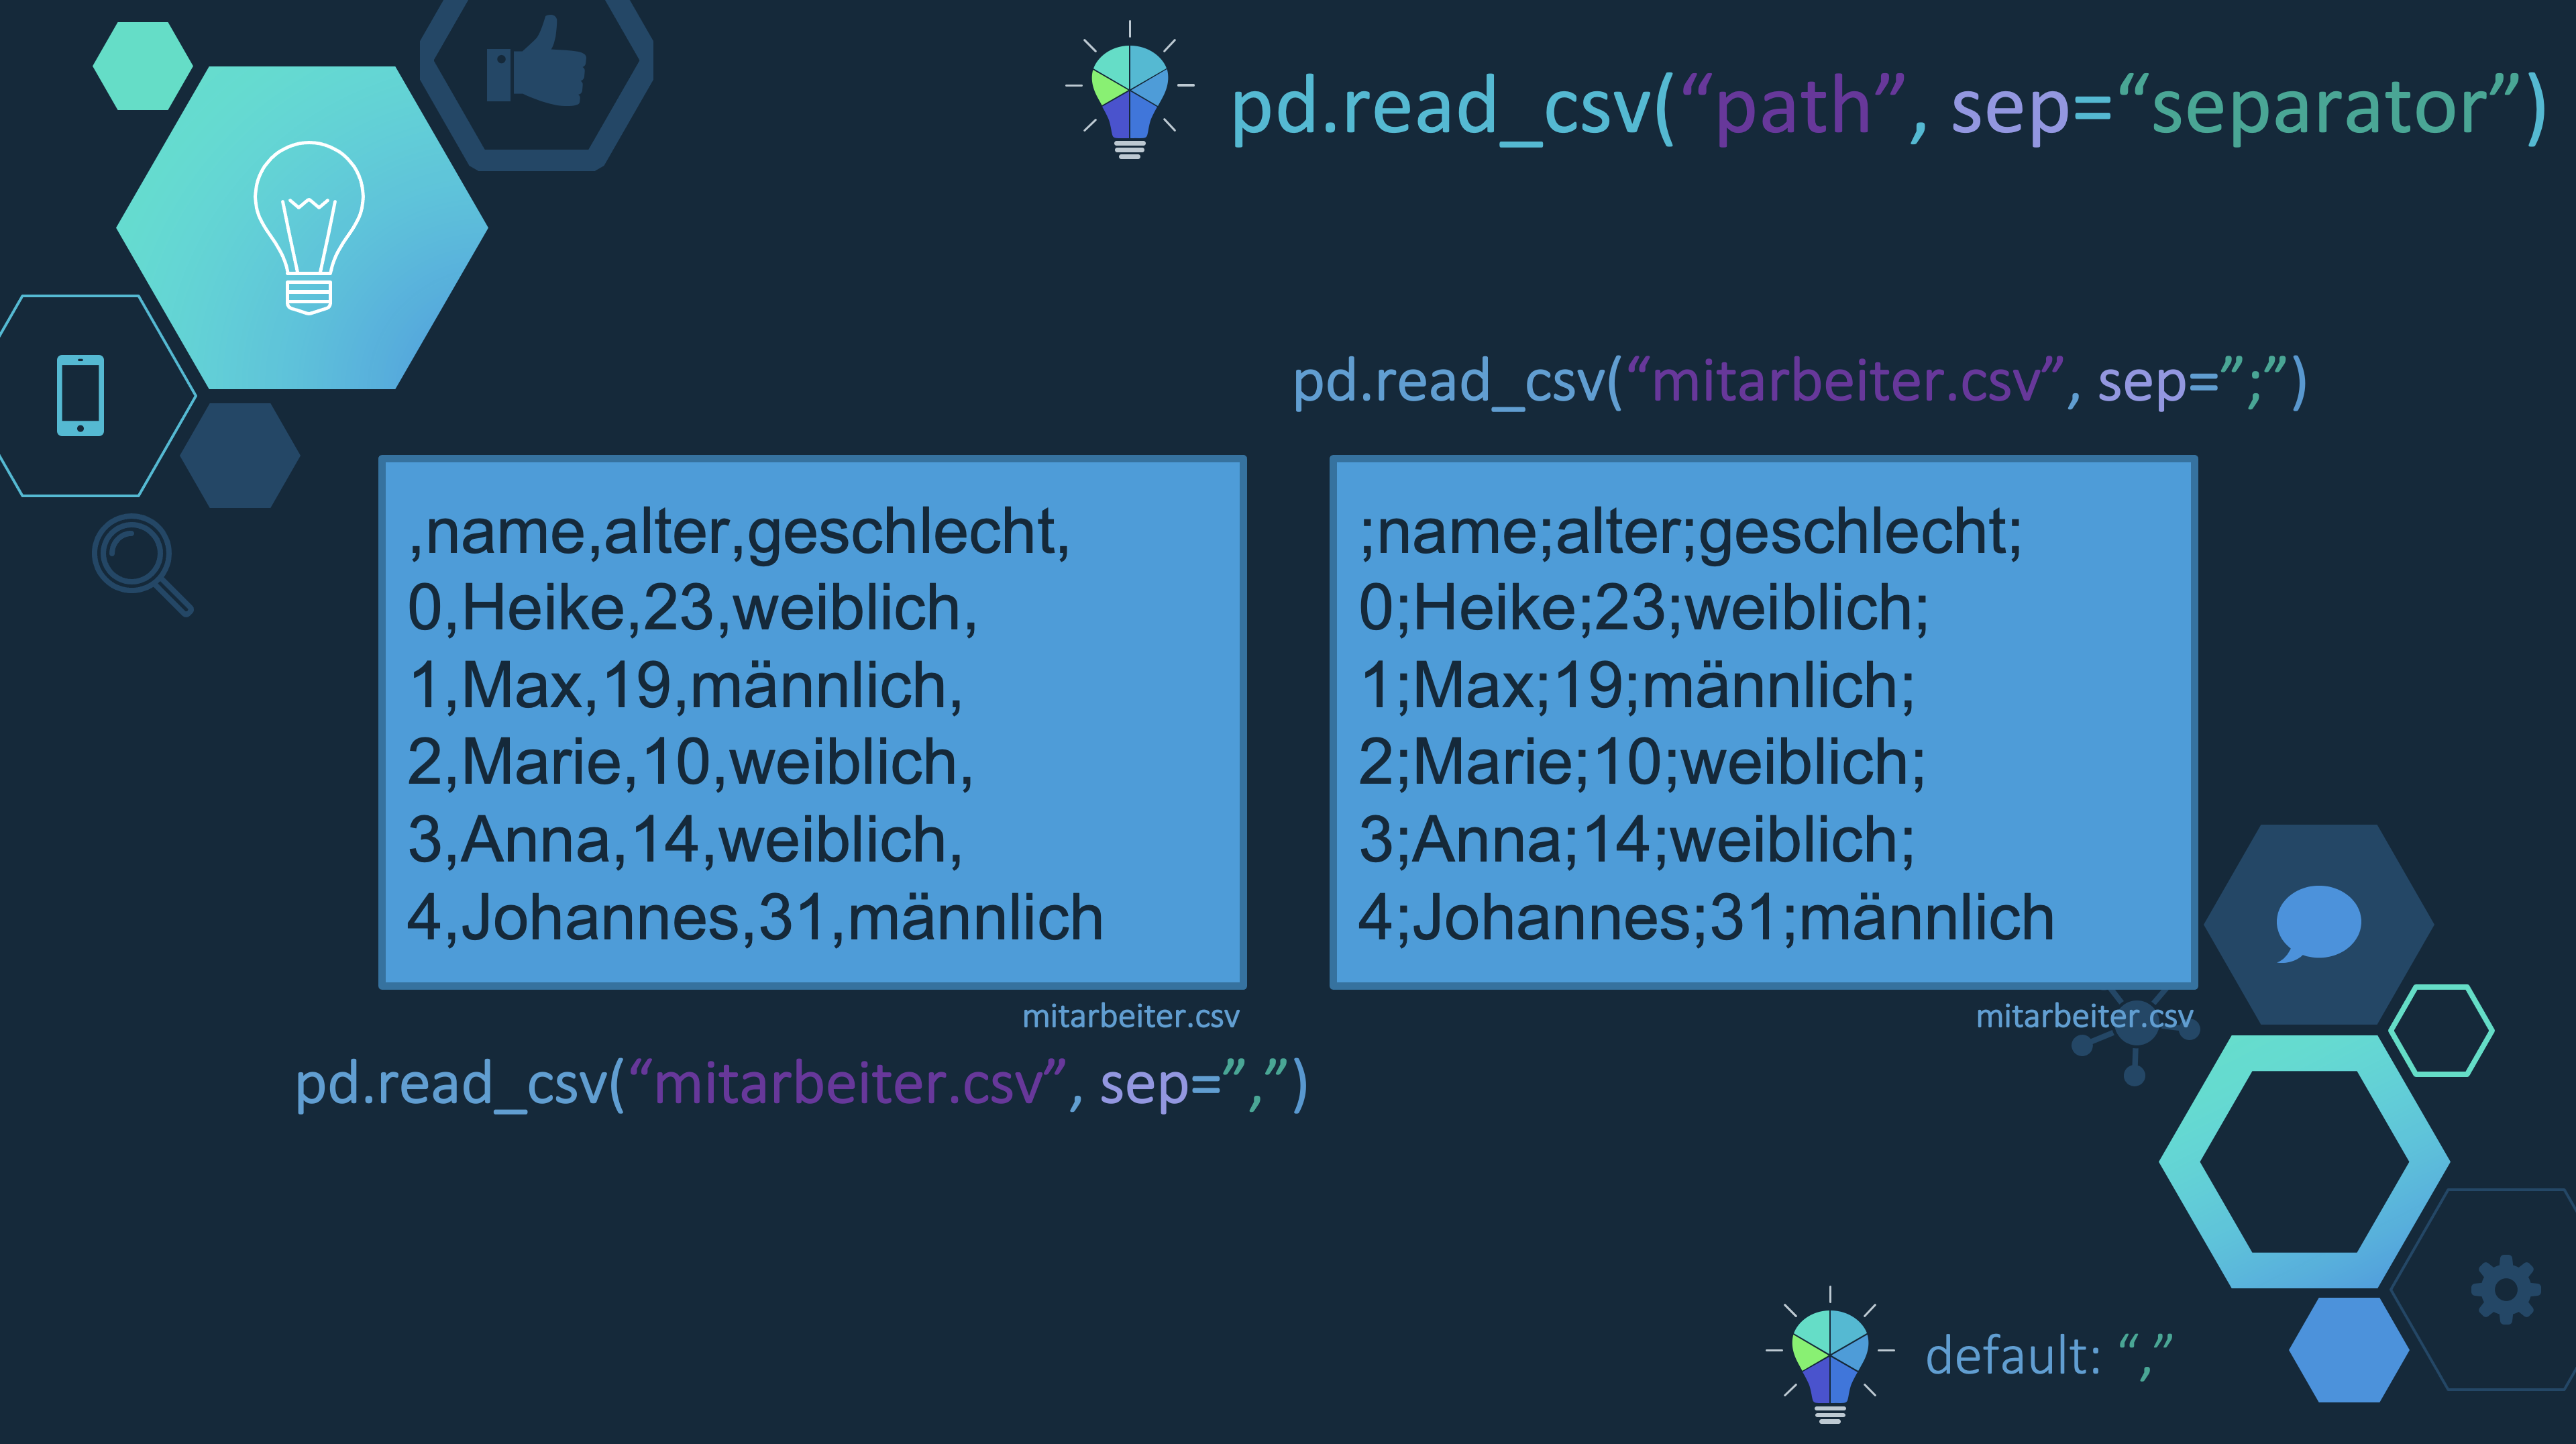 pd.read_csv(“path”, sep=“separator”)
pd.read_csv(“mitarbeiter.csv”, sep=”;”)
,name,alter,geschlecht,
0,Heike,23,weiblich,
1,Max,19,männlich,
2,Marie,10,weiblich,
3,Anna,14,weiblich,
4,Johannes,31,männlich
mitarbeiter.csv
pd.read_csv(“mitarbeiter.csv”, sep=”,”)
;name;alter;geschlecht;
0;Heike;23;weiblich;
1;Max;19;männlich;
2;Marie;10;weiblich;
3;Anna;14;weiblich;
4;Johannes;31;männlich
mitarbeiter.csv
default: “,”